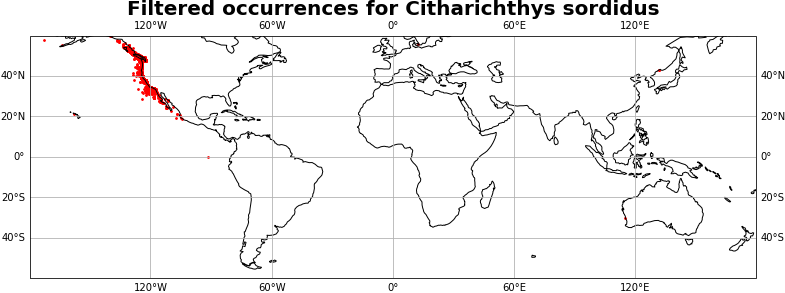 Filtered occurrences for Citharichthys sordidus
120°W 60°W 0° 60°E 120°E
40°N 40°N
20°N 20°N
0° 0°
20°S 20°S
40°S 40°S
120°W 60°W 0° 60°E 120°E